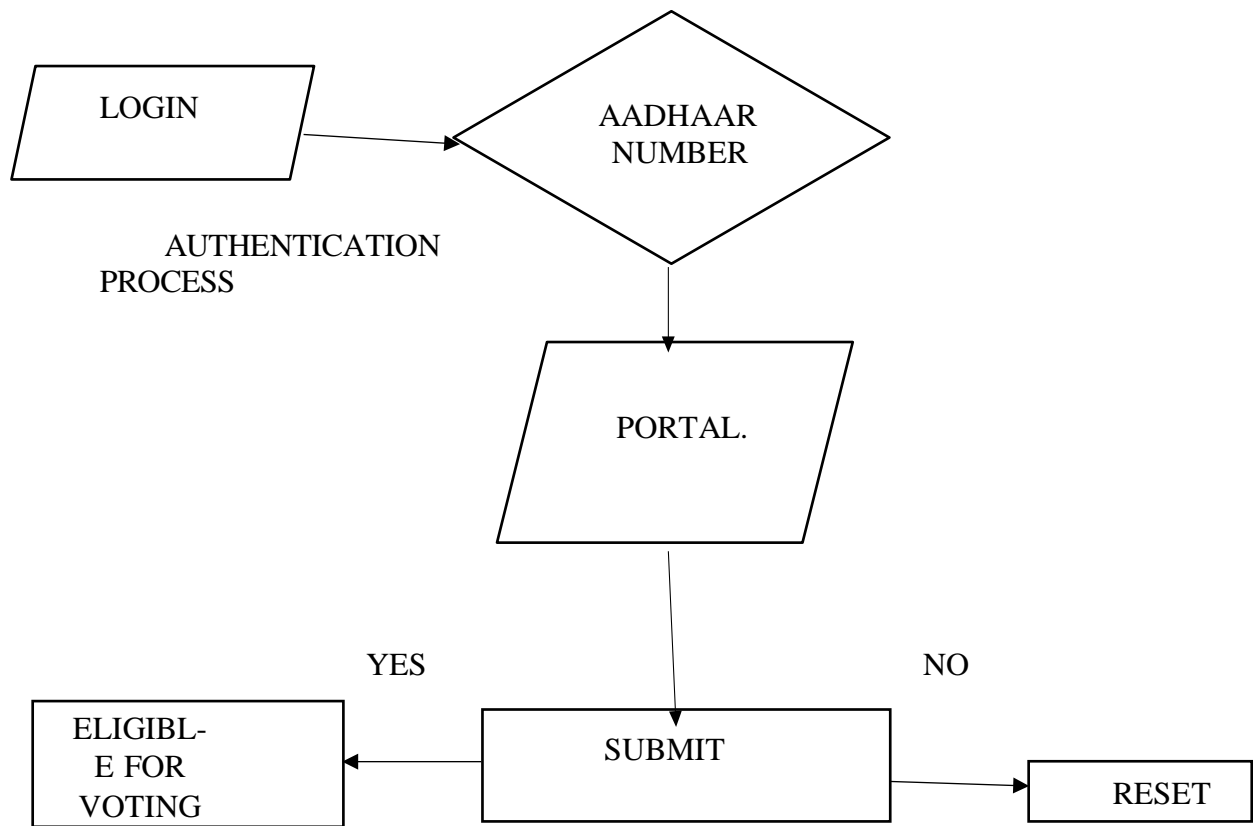 LOGIN
AADHAAR
NUMBER
AUTHENTICATION
PROCESS
PORTAL.
YES
NO
ELIGIBL-
E FOR
VOTING
SUBMIT
RESET